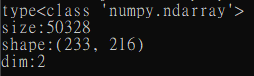 type<class 'numpy.ndarray'>
size:50328
shape:(233, 216)
dim:2